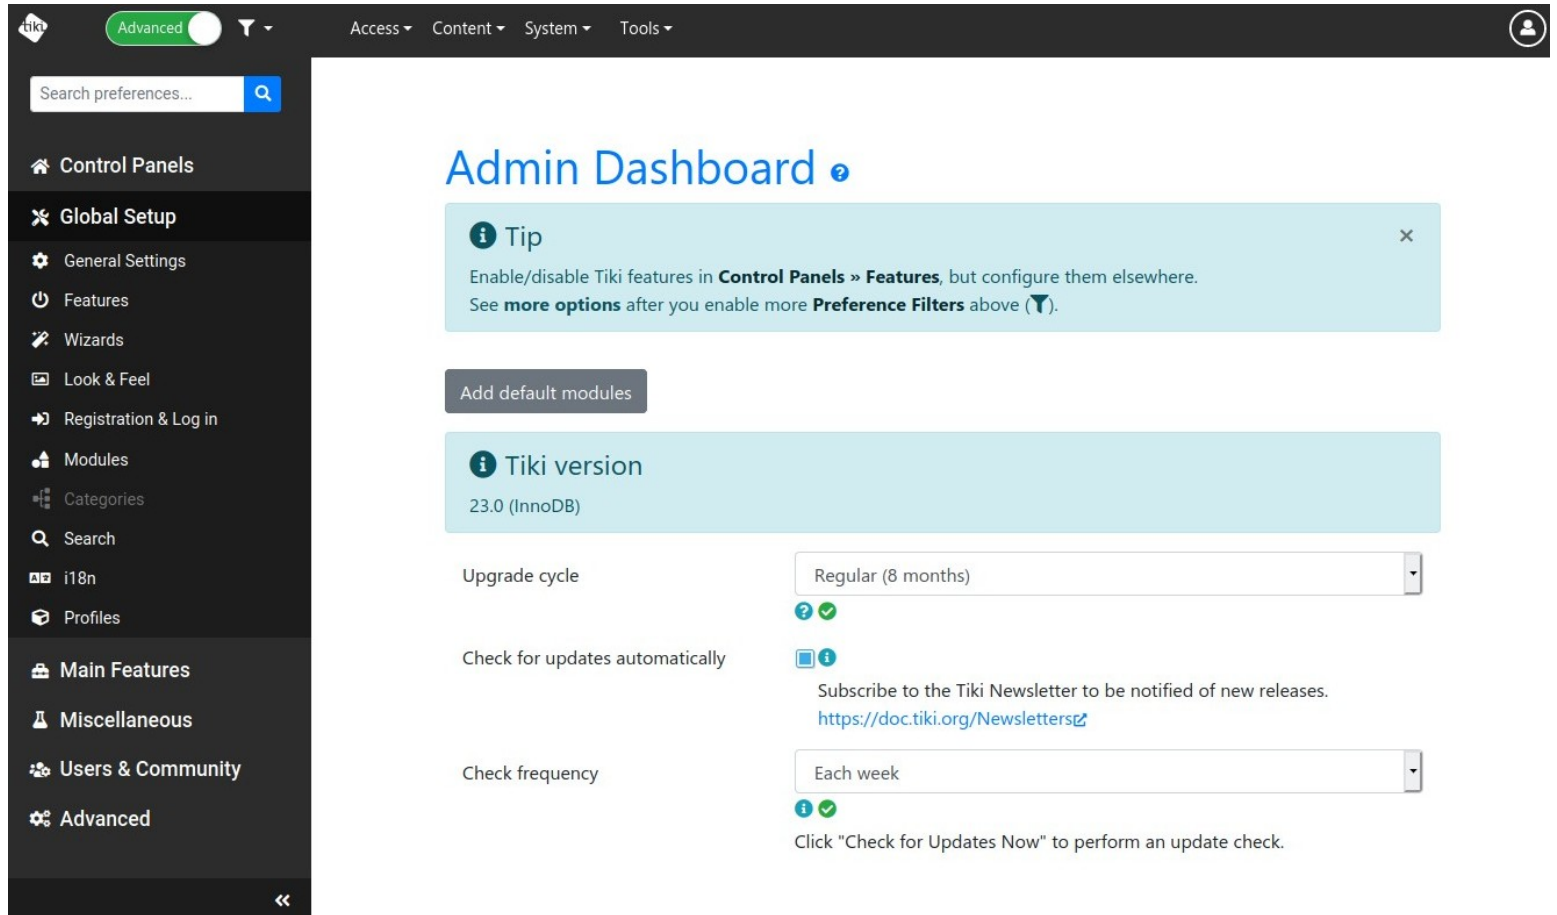 tiki
Advanced
Access
Content
System
Tools
Search preferences...
Control Panels
Global Setup
General Settings
Features
Wizards
Look & Feel
Registration & Log in
Modules
Categories
Search
i18n
Profiles
Main Features
Miscellaneous
Users & Community
Advanced
Admin Dashboard
Tip
Enable/disable Tiki features in Control Panels » Features, but configure them elsewhere.
See more options after you enable more Preference Filters above ().
Add default modules
Tiki version
23.0 (InnoDB)
Upgrade cycle
Regular (8 months)
Check for updates automatically
Subscribe to the Tiki Newsletter to be notified of new releases.
https://doc.tiki.org/Newsletters
Check frequency
Each week
Click "Check for Updates Now" to perform an update check.